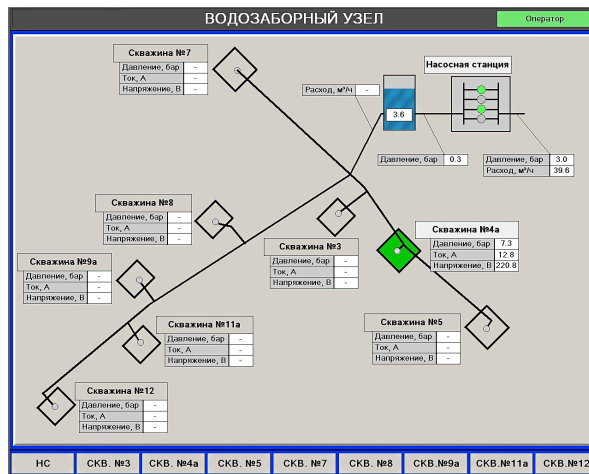 ВОДОЗАБОРНЫЙ УЗЕЛ
Оператор
Скважина №7
Давление, бар -
Ток, А -
Напряжение, В -
Насосная станция
Расход, м³/ч -
3.6
Давление, бар 0.3
Давление, бар 3.0
Расход, м³/ч 39.6
Скважина №8
Давление, бар -
Ток, А -
Напряжение, В -
Скважина №3
Давление, бар -
Ток, А -
Напряжение, В -
Скважина №4а
Давление, бар 7.3
Ток, А 12.8
Напряжение, В 220.8
Скважина №9а
Давление, бар -
Ток, А -
Напряжение, В -
Скважина №11а
Давление, бар -
Ток, А -
Напряжение, В -
Скважина №5
Давление, бар -
Ток, А -
Напряжение, В -
Скважина №12
Давление, бар -
Ток, А -
Напряжение, В -
НС СКВ. №3 СКВ. №4а СКВ. №5 СКВ. №7 СКВ. №8 СКВ.№9а СКВ.№11а СКВ.№12